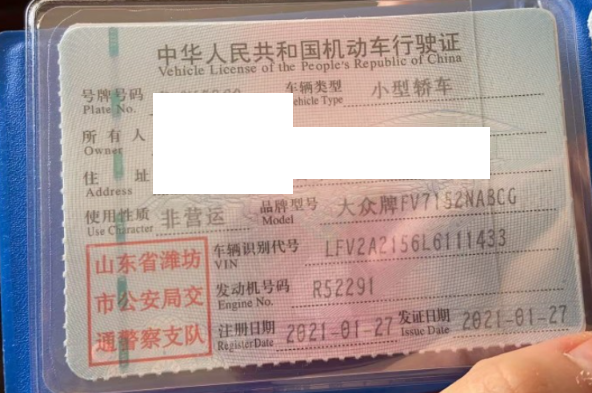 中华人民共和国机动车行驶证
Vehicle License of the People's Republic of China
号牌号码 车辆类型 小型轿车
Plate No. Vehicle Type
所有人
Owner
住址
Address
使用性质 非营运 品牌型号 大众牌FV7152NABCG
Use Character Model
山东省潍坊
市公安局交
通警察支队
车辆识别代号 LFV2A2156L6111433
VIN
发动机号码 R52291
Engine No.
注册日期 2021-01-27 发证日期 2021-01-27
Register Date Issue Date